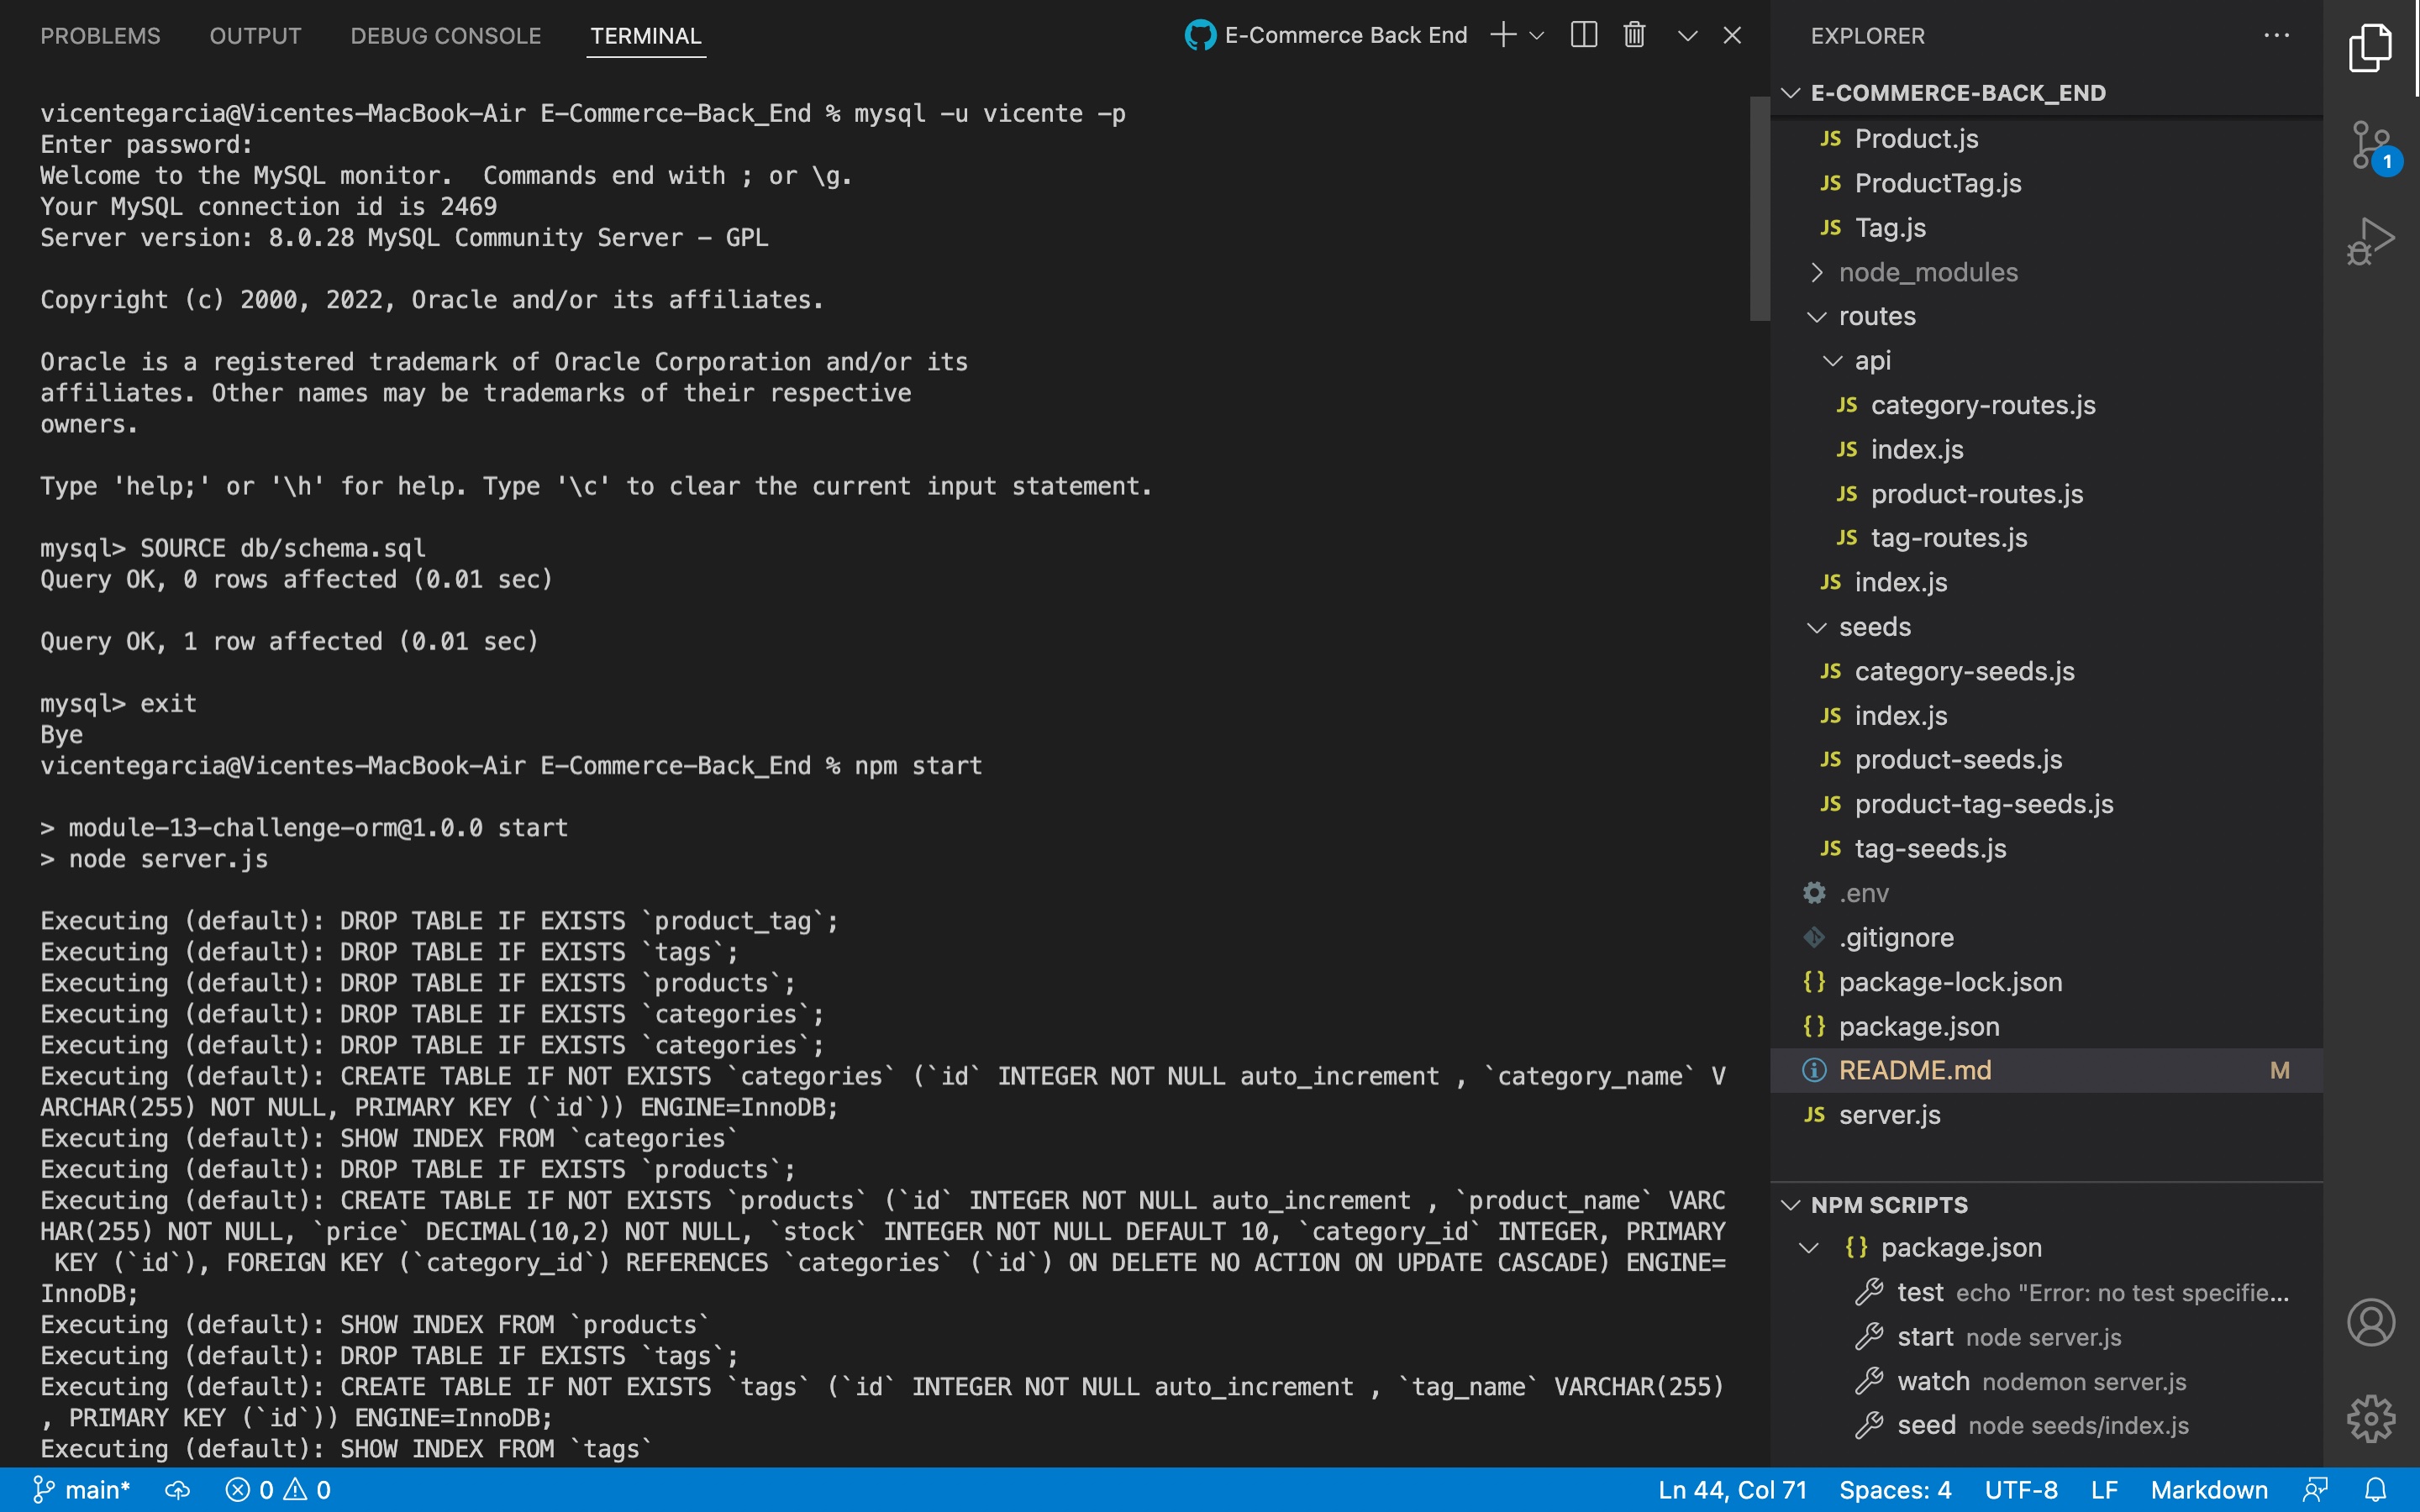 PROBLEMS OUTPUT DEBUG CONSOLE TERMINAL
E-Commerce Back End
vicentegarcia@Vicentes-MacBook-Air E-Commerce-Back_End % mysql -u vicente -p
Enter password:
Welcome to the MySQL monitor.  Commands end with ; or \g.
Your MySQL connection id is 2469
Server version: 8.0.28 MySQL Community Server - GPL
Copyright (c) 2000, 2022, Oracle and/or its affiliates.
Oracle is a registered trademark of Oracle Corporation and/or its
affiliates. Other names may be trademarks of their respective
owners.
Type 'help;' or '\h' for help. Type '\c' to clear the current input statement.
mysql> SOURCE db/schema.sql
Query OK, 0 rows affected (0.01 sec)
Query OK, 1 row affected (0.01 sec)
mysql> exit
Bye
vicentegarcia@Vicentes-MacBook-Air E-Commerce-Back_End % npm start
> module-13-challenge-orm@1.0.0 start
> node server.js
Executing (default): DROP TABLE IF EXISTS `product_tag`;
Executing (default): DROP TABLE IF EXISTS `tags`;
Executing (default): DROP TABLE IF EXISTS `products`;
Executing (default): DROP TABLE IF EXISTS `categories`;
Executing (default): DROP TABLE IF EXISTS `categories`;
Executing (default): CREATE TABLE IF NOT EXISTS `categories` (`id` INTEGER NOT NULL auto_increment , `category_name` V
ARCHAR(255) NOT NULL, PRIMARY KEY (`id`)) ENGINE=InnoDB;
Executing (default): SHOW INDEX FROM `categories`
Executing (default): DROP TABLE IF EXISTS `products`;
Executing (default): CREATE TABLE IF NOT EXISTS `products` (`id` INTEGER NOT NULL auto_increment , `product_name` VARC
HAR(255) NOT NULL, `price` DECIMAL(10,2) NOT NULL, `stock` INTEGER NOT NULL DEFAULT 10, `category_id` INTEGER, PRIMARY
 KEY (`id`), FOREIGN KEY (`category_id`) REFERENCES `categories` (`id`) ON DELETE NO ACTION ON UPDATE CASCADE) ENGINE=
InnoDB;
Executing (default): SHOW INDEX FROM `products`
Executing (default): DROP TABLE IF EXISTS `tags`;
Executing (default): CREATE TABLE IF NOT EXISTS `tags` (`id` INTEGER NOT NULL auto_increment , `tag_name` VARCHAR(255)
, PRIMARY KEY (`id`)) ENGINE=InnoDB;
Executing (default): SHOW INDEX FROM `tags`
EXPLORER ...
E-COMMERCE-BACK_END
JS Product.js
JS ProductTag.js
JS Tag.js
node_modules
routes
api
JS category-routes.js
JS index.js
JS product-routes.js
JS tag-routes.js
JS index.js
seeds
JS category-seeds.js
JS index.js
JS product-seeds.js
JS product-tag-seeds.js
JS tag-seeds.js
.env
.gitignore
{} package-lock.json
{} package.json
README.md M
JS server.js
NPM SCRIPTS
{} package.json
test echo "Error: no test specifie...
start node server.js
watch nodemon server.js
seed node seeds/index.js
1
main* 0 0 Ln 44, Col 71 Spaces: 4 UTF-8 LF Markdown